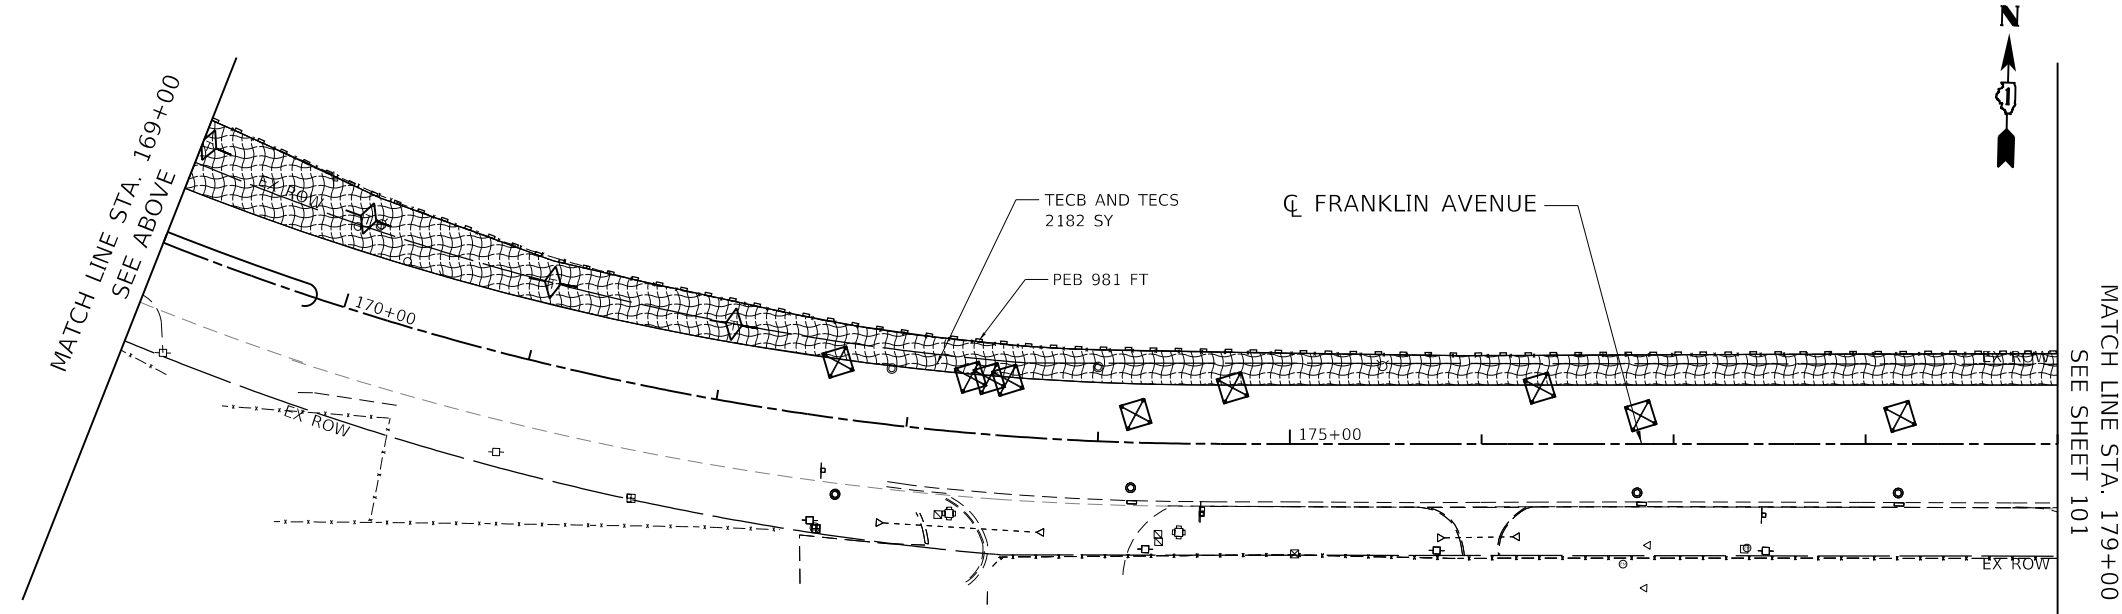 N
1
MATCH LINE STA. 169+00
SEE ABOVE
EX ROW
TECB AND TECS
2182 SY
℄ FRANKLIN AVENUE
PEB 981 FT
170+00
EX ROW
EX ROW
175+00
EX ROW
MATCH LINE STA. 179+00
SEE SHEET 101